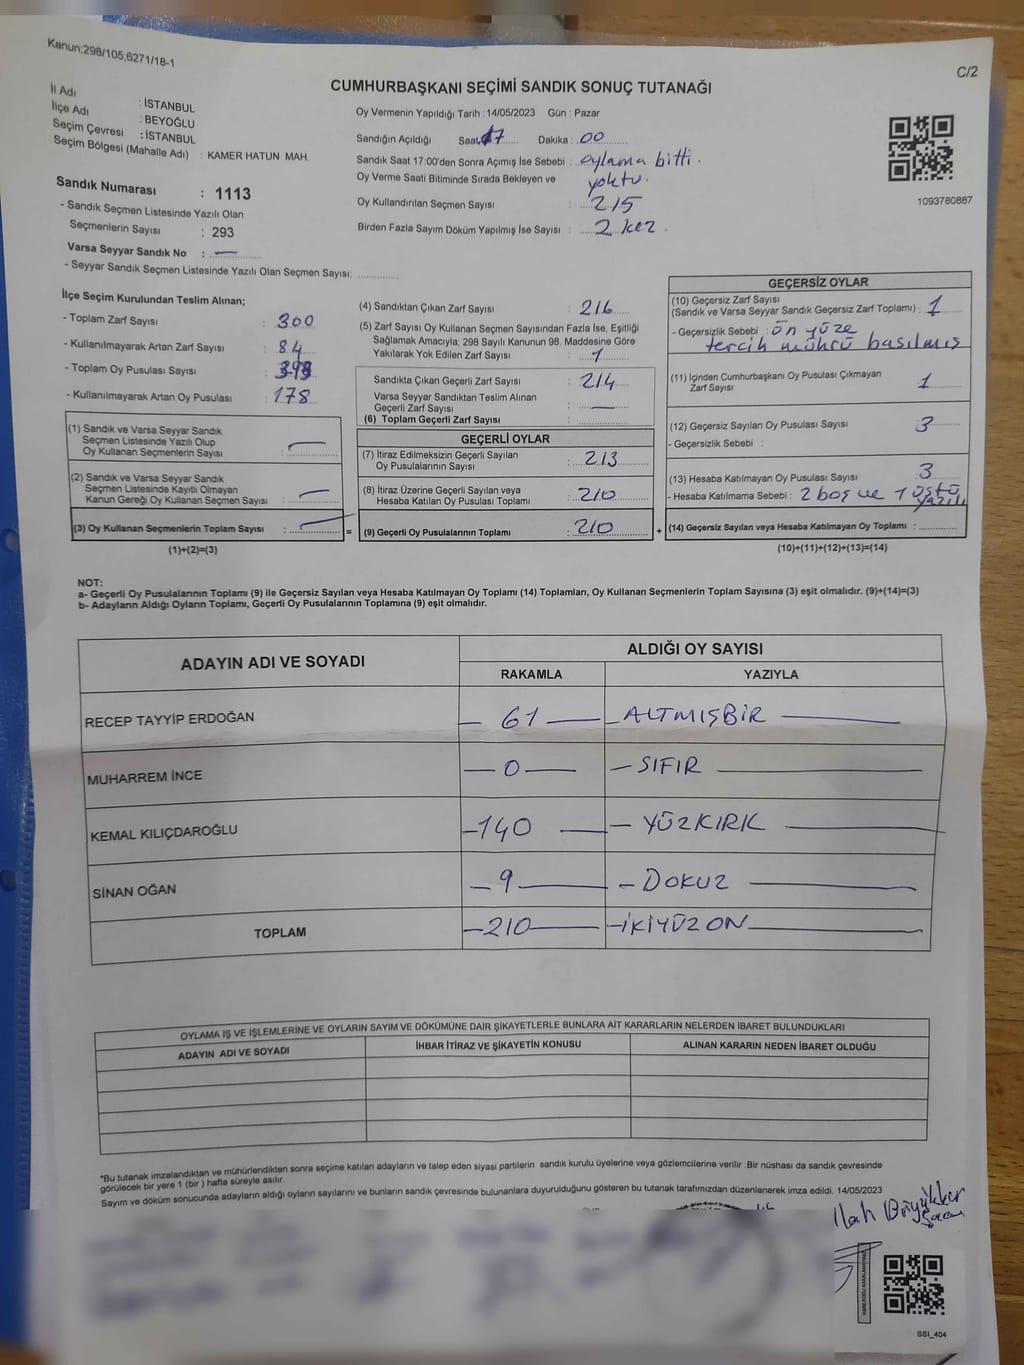 Kanun;298/105,6271/18-1
C/2
CUMHURBAŞKANI SEÇİMİ SANDIK SONUÇ TUTANAĞI
İl Adı : İSTANBUL
İlçe Adı : BEYOĞLU
Seçim Çevresi : İSTANBUL
Seçim Bölgesi (Mahalle Adı) : KAMER HATUN MAH.
Sandık Numarası : 1113
- Sandık Seçmen Listesinde Yazılı Olan
Seçmenlerin Sayısı : 293
Varsa Seyyar Sandık No : —
- Seyyar Sandık Seçmen Listesinde Yazılı Olan Seçmen Sayısı:
Oy Vermenin Yapıldığı Tarih : 14/05/2023 Gün : Pazar
Sandığın Açıldığı Saat: 17 Dakika : 00
Sandık Saat 17:00'den Sonra Açımış İse Sebebi : oylama bitti.
Oy Verme Saati Bitiminde Sırada Bekleyen ve yoktu.
Oy Kullandırılan Seçmen Sayısı : 215
Birden Fazla Sayım Döküm Yapılmış İse Sayısı : 2 kez.
1093780887
İlçe Seçim Kurulundan Teslim Alınan;
- Toplam Zarf Sayısı : 300
- Kullanılmayarak Artan Zarf Sayısı : 84
- Toplam Oy Pusulası Sayısı
- Kullanılmayarak Artan Oy Pusulası : 178
(1) Sandık ve Varsa Seyyar Sandık
Seçmen Listesinde Yazılı Olup
Oy Kullanan Seçmenlerin Sayısı : —
(2) Sandık ve Varsa Seyyar Sandık
Seçmen Listesinde Kayıtlı Olmayan
Kanun Gereği Oy Kullanan Seçmen Sayısı : —
(3) Oy Kullanan Seçmenlerin Toplam Sayısı : — =
(1)+(2)=(3)
(4) Sandıktan Çıkan Zarf Sayısı : 216
(5) Zarf Sayısı Oy Kullanan Seçmen Sayısından Fazla İse, Eşitliği
Sağlamak Amacıyla; 298 Sayılı Kanunun 98. Maddesine Göre
Yakılarak Yok Edilen Zarf Sayısı : 1
Sandıkta Çıkan Geçerli Zarf Sayısı : 214
Varsa Seyyar Sandıktan Teslim Alınan
Geçerli Zarf Sayısı : —
(6) Toplam Geçerli Zarf Sayısı :
GEÇERLİ OYLAR
(7) İtiraz Edilmeksizin Geçerli Sayılan
Oy Pusulalarının Sayısı : 213
(8) İtiraz Üzerine Geçerli Sayılan veya
Hesaba Katılan Oy Pusulası Toplamı : 210
(9) Geçerli Oy Pusulalarının Toplamı : 210 +
GEÇERSİZ OYLAR
(10) Geçersiz Zarf Sayısı
(Sandık ve Varsa Seyyar Sandık Geçersiz Zarf Toplamı) : 1
- Geçersizlik Sebebi : ön yüze
tercih mührü basılmış
(11) İçinden Cumhurbaşkanı Oy Pusulası Çıkmayan
Zarf Sayısı 1
(12) Geçersiz Sayılan Oy Pusulası Sayısı 3
- Geçersizlik Sebebi :
(13) Hesaba Katılmayan Oy Pusulası Sayısı 3
- Hesaba Katılmama Sebebi : 2 boş ve 1 üstü
yazılı
(14) Geçersiz Sayılan veya Hesaba Katılmayan Oy Toplamı :
(10)+(11)+(12)+(13)=(14)
NOT:
a- Geçerli Oy Pusulalarının Toplamı (9) ile Geçersiz Sayılan veya Hesaba Katılmayan Oy Toplamı (14) Toplamları, Oy Kullanan Seçmenlerin Toplam Sayısına (3) eşit olmalıdır. (9)+(14)=(3)
b- Adayların Aldığı Oyların Toplamı, Geçerli Oy Pusulalarının Toplamına (9) eşit olmalıdır.
ADAYIN ADI VE SOYADI ALDIĞI OY SAYISI
RAKAMLA YAZIYLA
RECEP TAYYİP ERDOĞAN – 61 — – ALTMIŞBİR —
MUHARREM İNCE — 0 — – SIFIR —
KEMAL KILIÇDAROĞLU – 140 — – YÜZKIRK —
SİNAN OĞAN – 9 — – DOKUZ —
TOPLAM – 210 — – İKİYÜZON —
OYLAMA İŞ VE İŞLEMLERİNE VE OYLARIN SAYIM VE DÖKÜMÜNE DAİR ŞİKAYETLERLE BUNLARA AİT KARARLARIN NELERDEN İBARET BULUNDUKLARI
ADAYIN ADI VE SOYADI İHBAR İTİRAZ VE ŞİKAYETİN KONUSU ALINAN KARARIN NEDEN İBARET OLDUĞU
*Bu tutanak imzalandıktan ve mühürlendikten sonra seçime katılan adayların ve talep eden siyasi partilerin sandık kurulu üyelerine veya gözlemcilerine verilir .Bir nüshası da sandık çevresinde
görülecek bir yere 1 (bir ) hafta süreyle asılır.
Sayım ve döküm sonucunda adayların aldığı oyların sayılarını ve bunların sandık çevresinde bulunanlara duyurulduğunu gösteren bu tutanak tarafımızdan düzenlenerek imza edildi. 14/05/2023
SSI_404